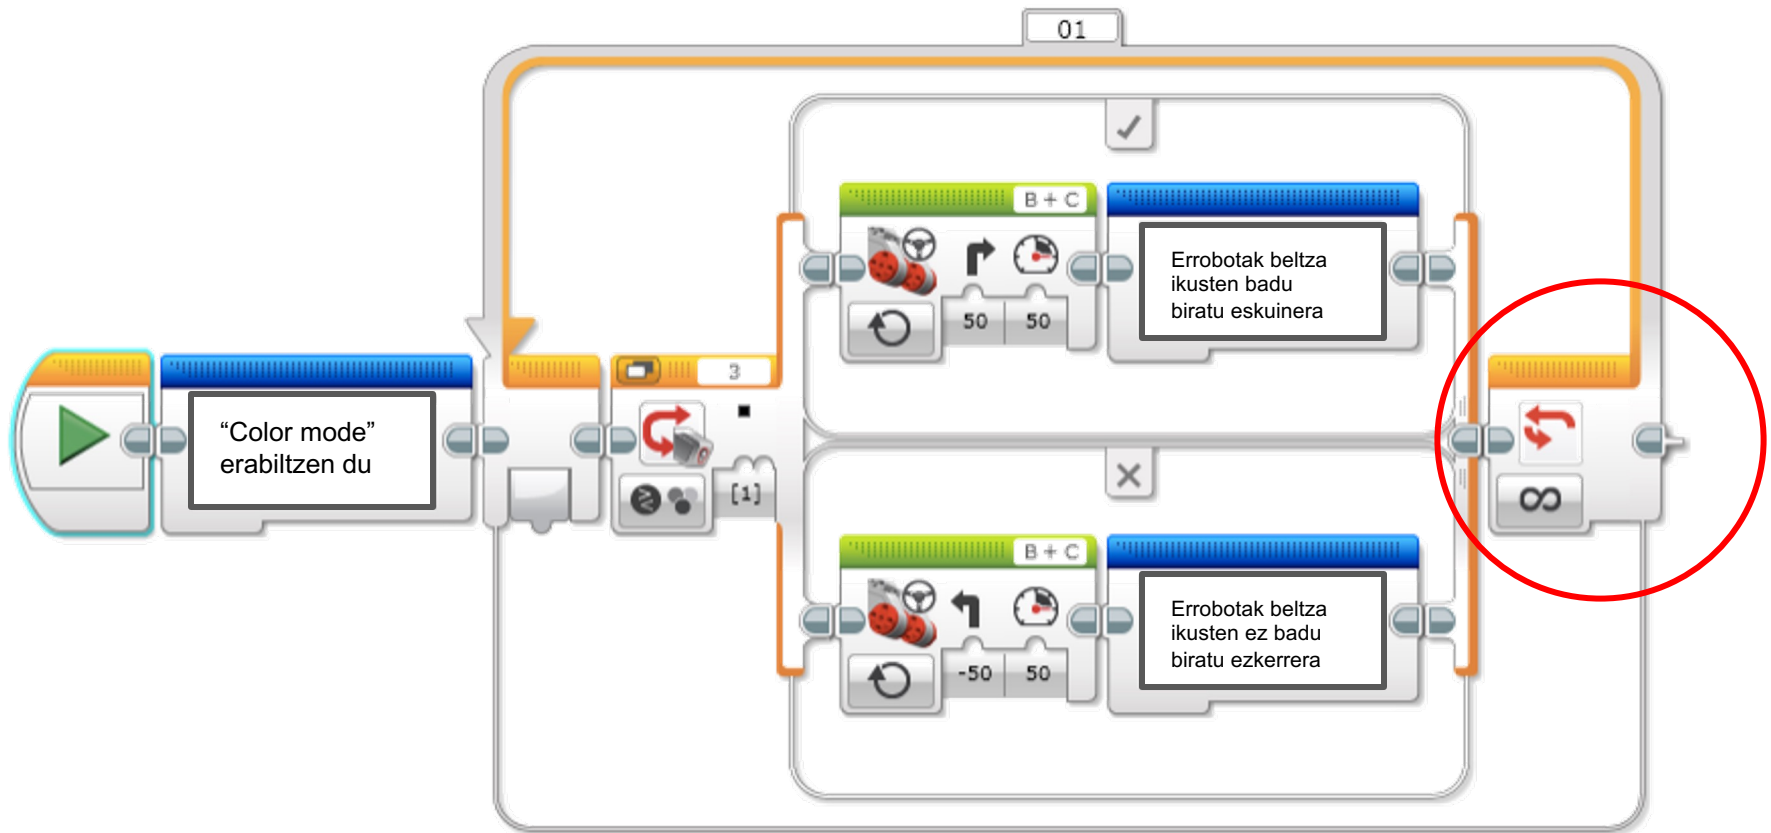 01
B + C
50 50
Errobotak beltza
ikusten badu
biratu eskuinera
3
“Color mode”
erabiltzen du
[1]
B + C
-50 50
Errobotak beltza
ikusten ez badu
biratu ezkerrera